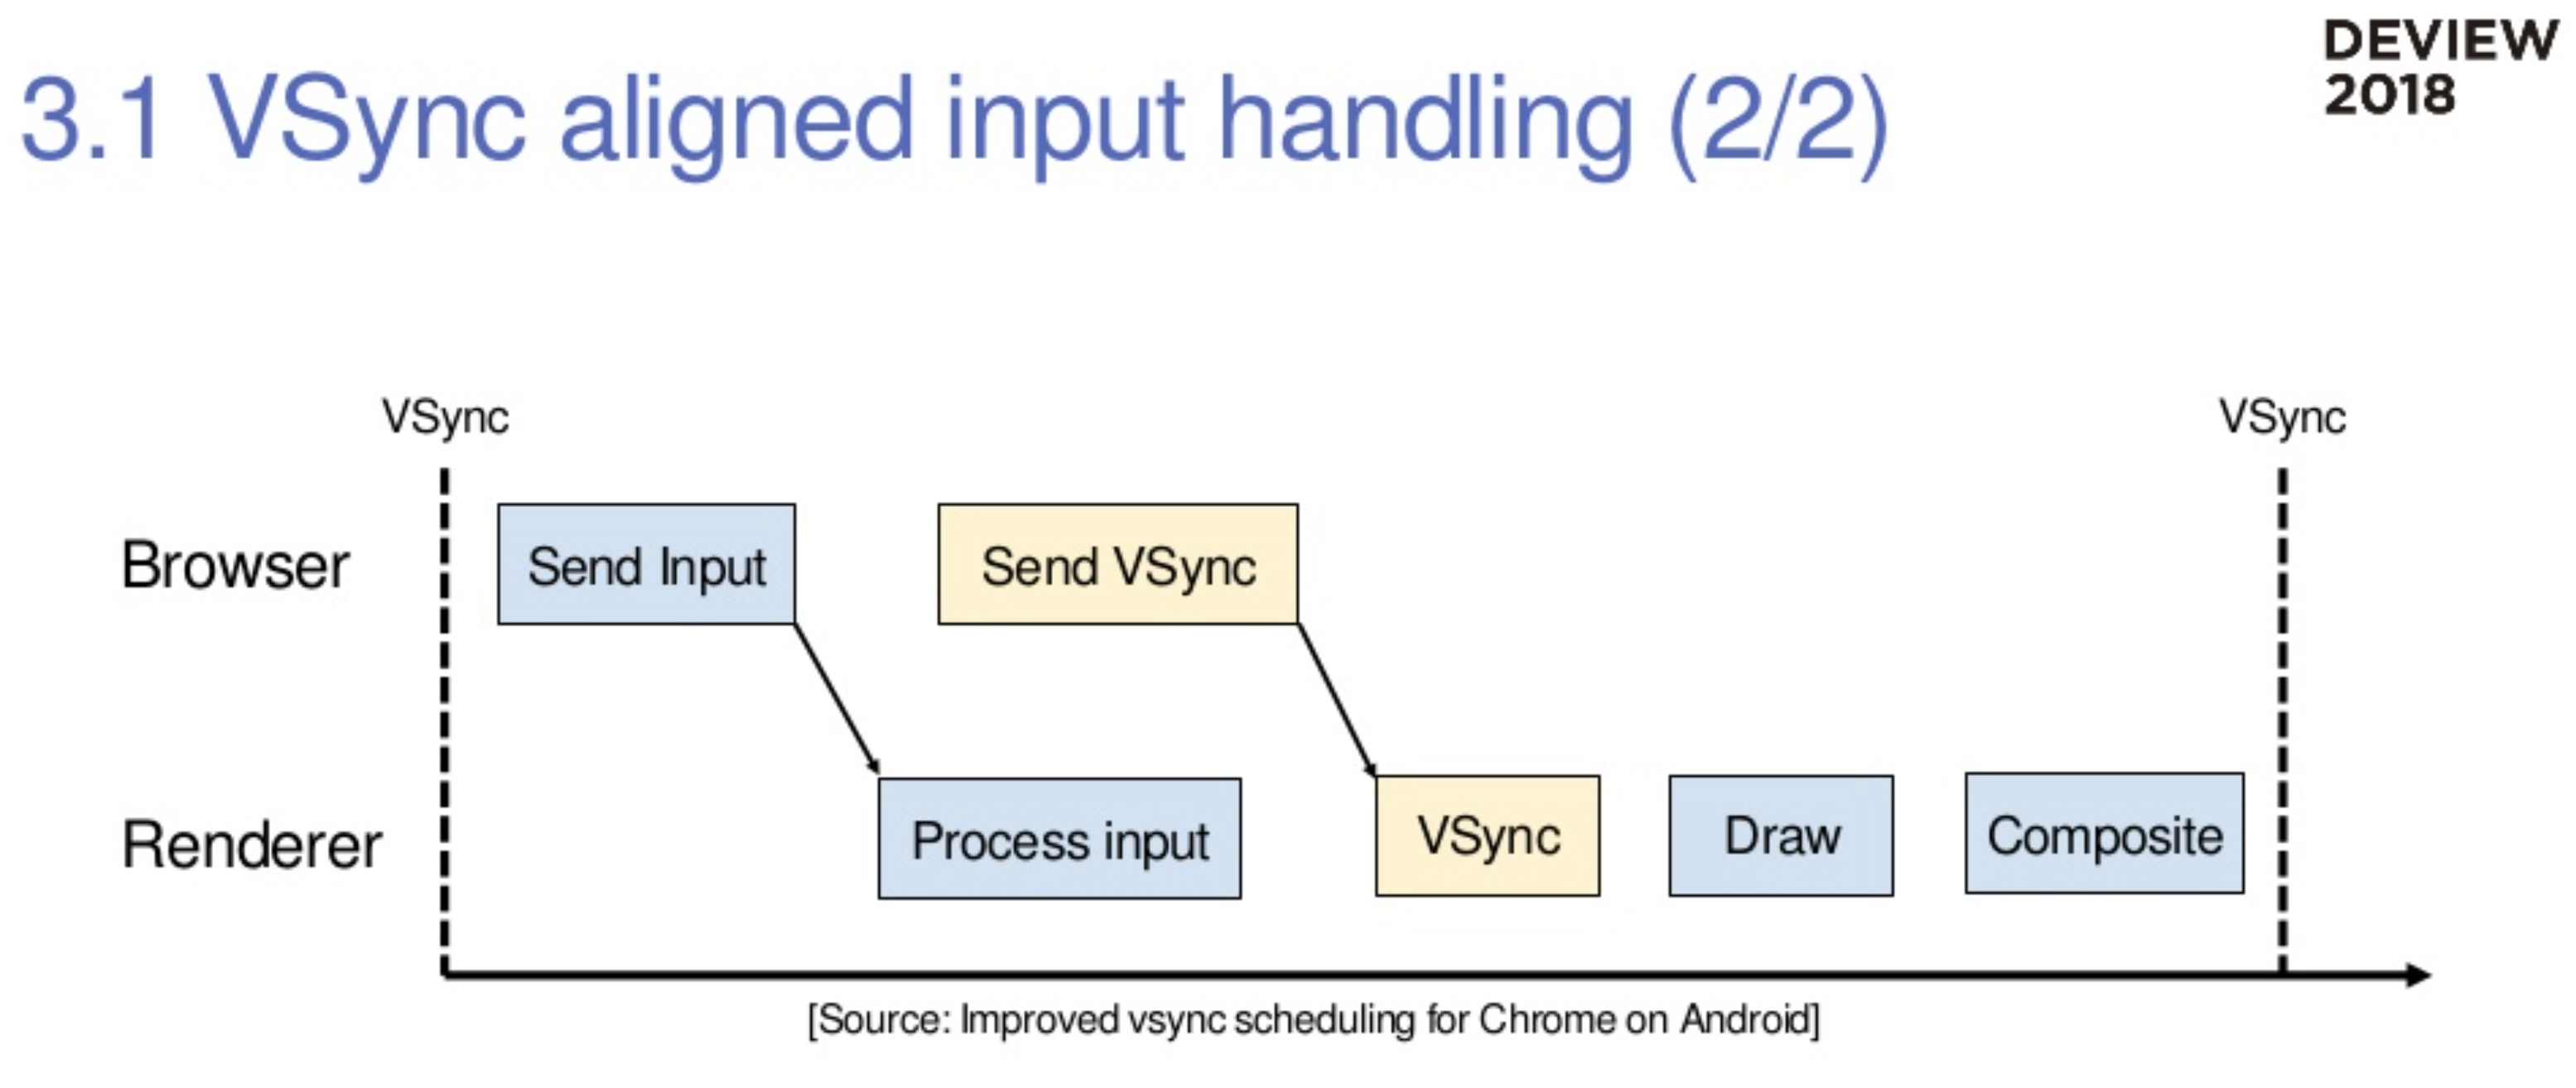 DEVIEW
2018
3.1 VSync aligned input handling (2/2)
VSync
VSync
Browser
Send Input
Send VSync
Renderer
Process input
VSync
Draw
Composite
[Source: Improved vsync scheduling for Chrome on Android]